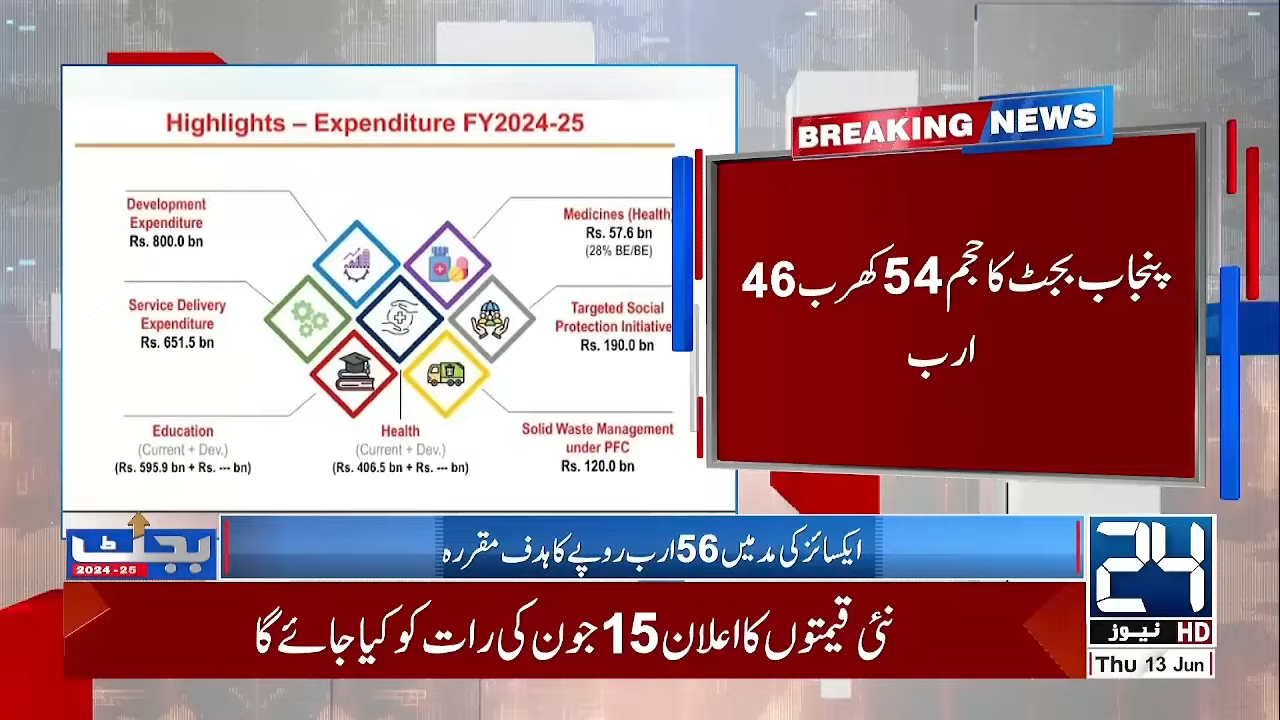 Highlights – Expenditure FY2024-25
Development
Expenditure
Rs. 800.0 bn
Medicines (Health)
Rs. 57.6 bn
(28% BE/BE)
Service Delivery
Expenditure
Rs. 651.5 bn
Targeted Social
Protection Initiative
Rs. 190.0 bn
Education
(Current + Dev.)
(Rs. 595.9 bn + Rs. --- bn)
Health
(Current + Dev.)
(Rs. 406.5 bn + Rs. --- bn)
Solid Waste Management
under PFC
Rs. 120.0 bn
BREAKING NEWS
پنجاب بجٹ کا حجم 54 کھرب 46
ارب
بجٹ
2024-25
ایکسائز کی مد میں 56 ارب روپے کا ہدف مقررہ
نئی قیمتوں کا اعلان 15 جون کی رات کو کیا جائے گا
24
نیوز HD
Thu 13 Jun